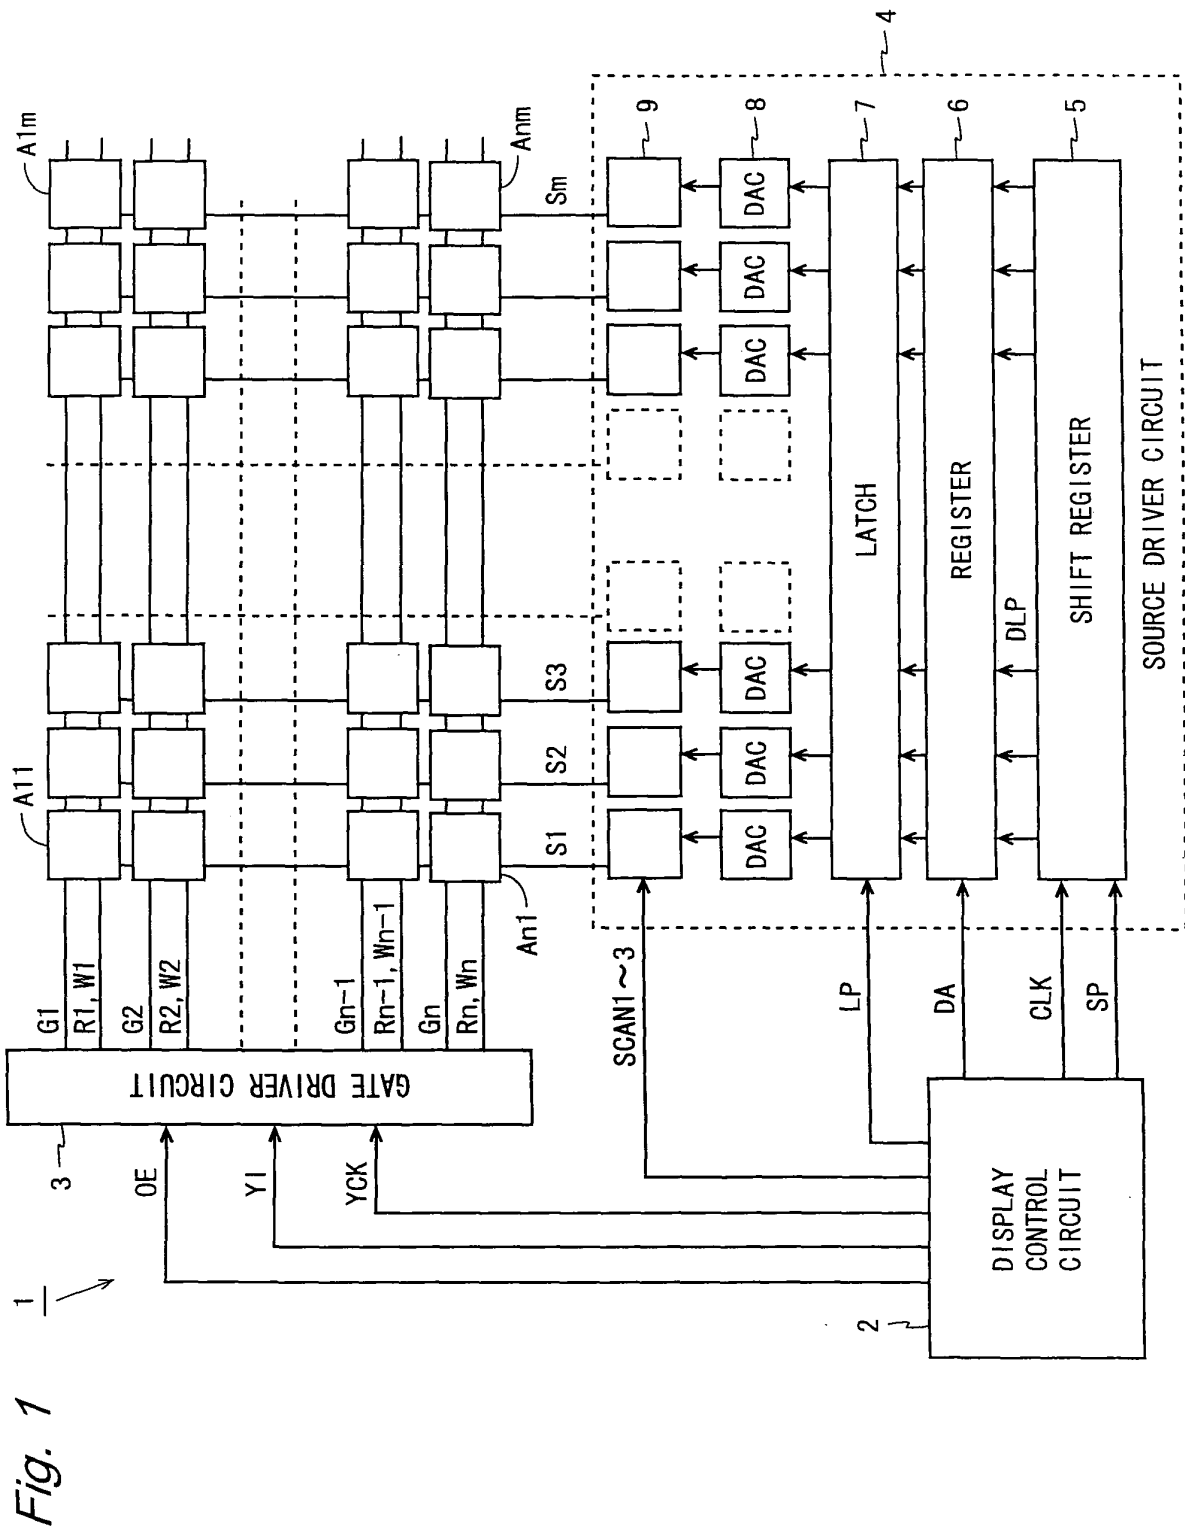 Fig. 1
1
3
GATE DRIVER CIRCUIT
OE
YI
YCK
G1
R1, W1
G2
R2, W2
Gn-1
Rn-1, Wn-1
Gn
Rn, Wn
A11
A1m
An1
Anm
S1
S2
S3
Sm
4
9
8
7
6
5
DAC
DAC
DAC
DAC
DAC
DAC
LATCH
REGISTER
DLP
SHIFT REGISTER
SOURCE DRIVER CIRCUIT
SCAN1~3
LP
DA
CLK
SP
2
DISPLAY
CONTROL
CIRCUIT